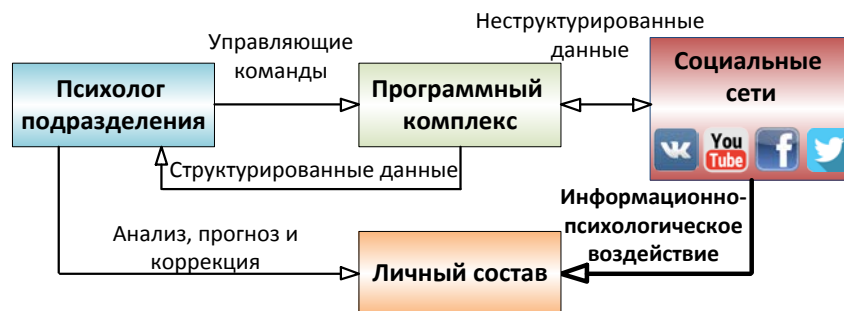 Управляющие
команды
Неструктурированные
данные
Психолог
подразделения
Программный
комплекс
Социальные
сети
You
Tube
f
Структурированные данные
Информационно-
психологическое
воздействие
Анализ, прогноз и
коррекция
Личный состав